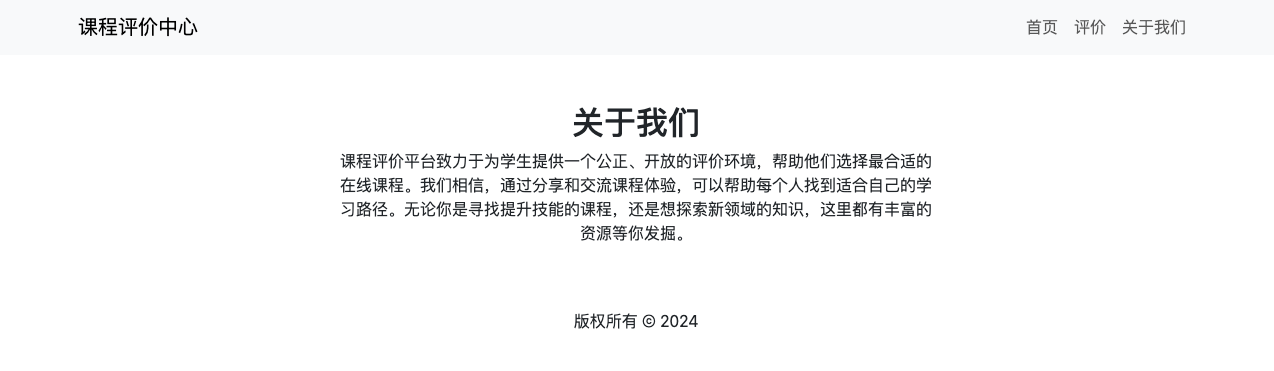 课程评价中心
首页 评价 关于我们
关于我们
课程评价平台致力于为学生提供一个公正、开放的评价环境，帮助他们选择最合适的
在线课程。我们相信，通过分享和交流课程体验，可以帮助每个人找到适合自己的学
习路径。无论你是寻找提升技能的课程，还是想探索新领域的知识，这里都有丰富的
资源等你发掘。
版权所有 © 2024